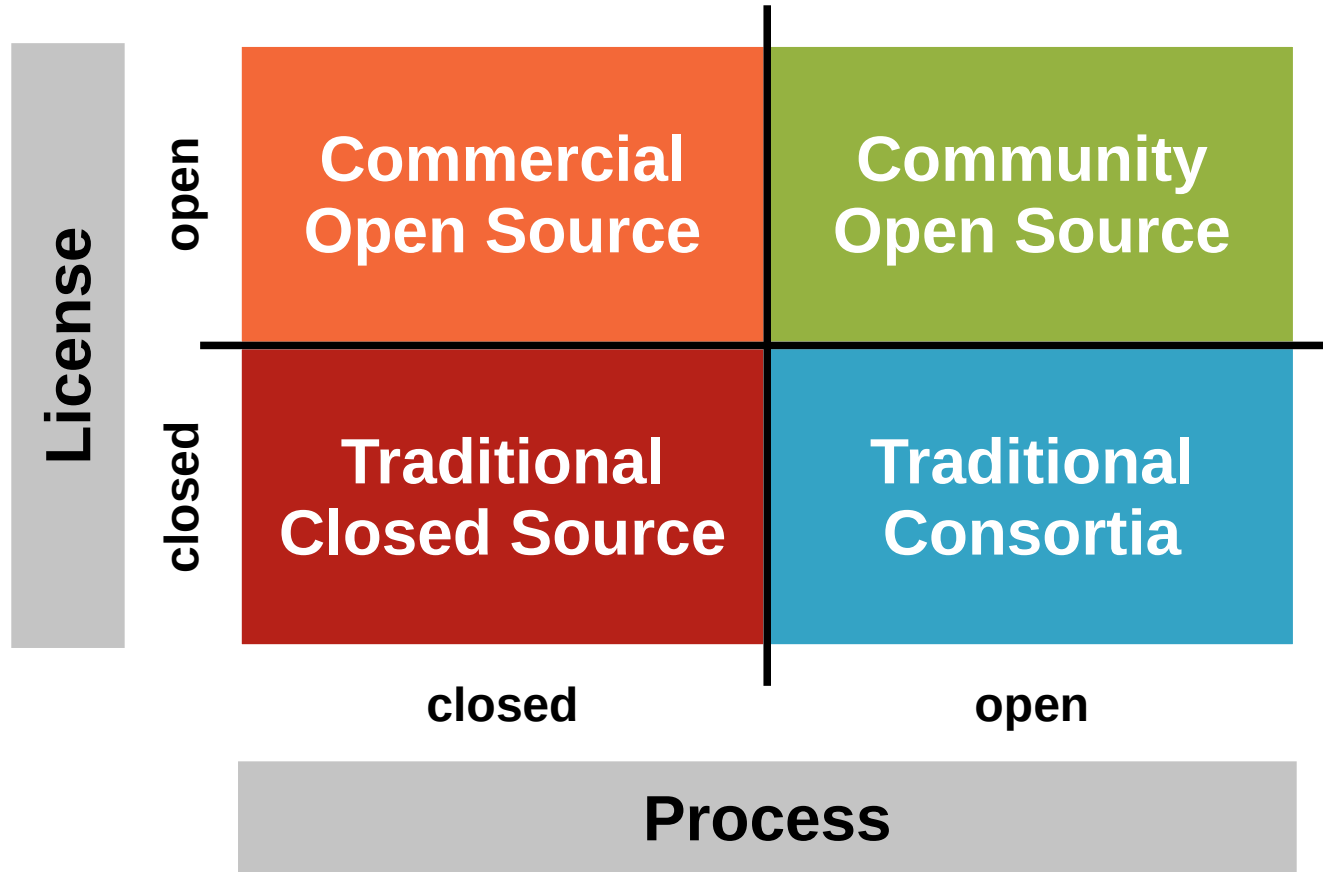 License
open
Commercial
Open Source
Community
Open Source
closed
Traditional
Closed Source
Traditional
Consortia
closed
open
Process